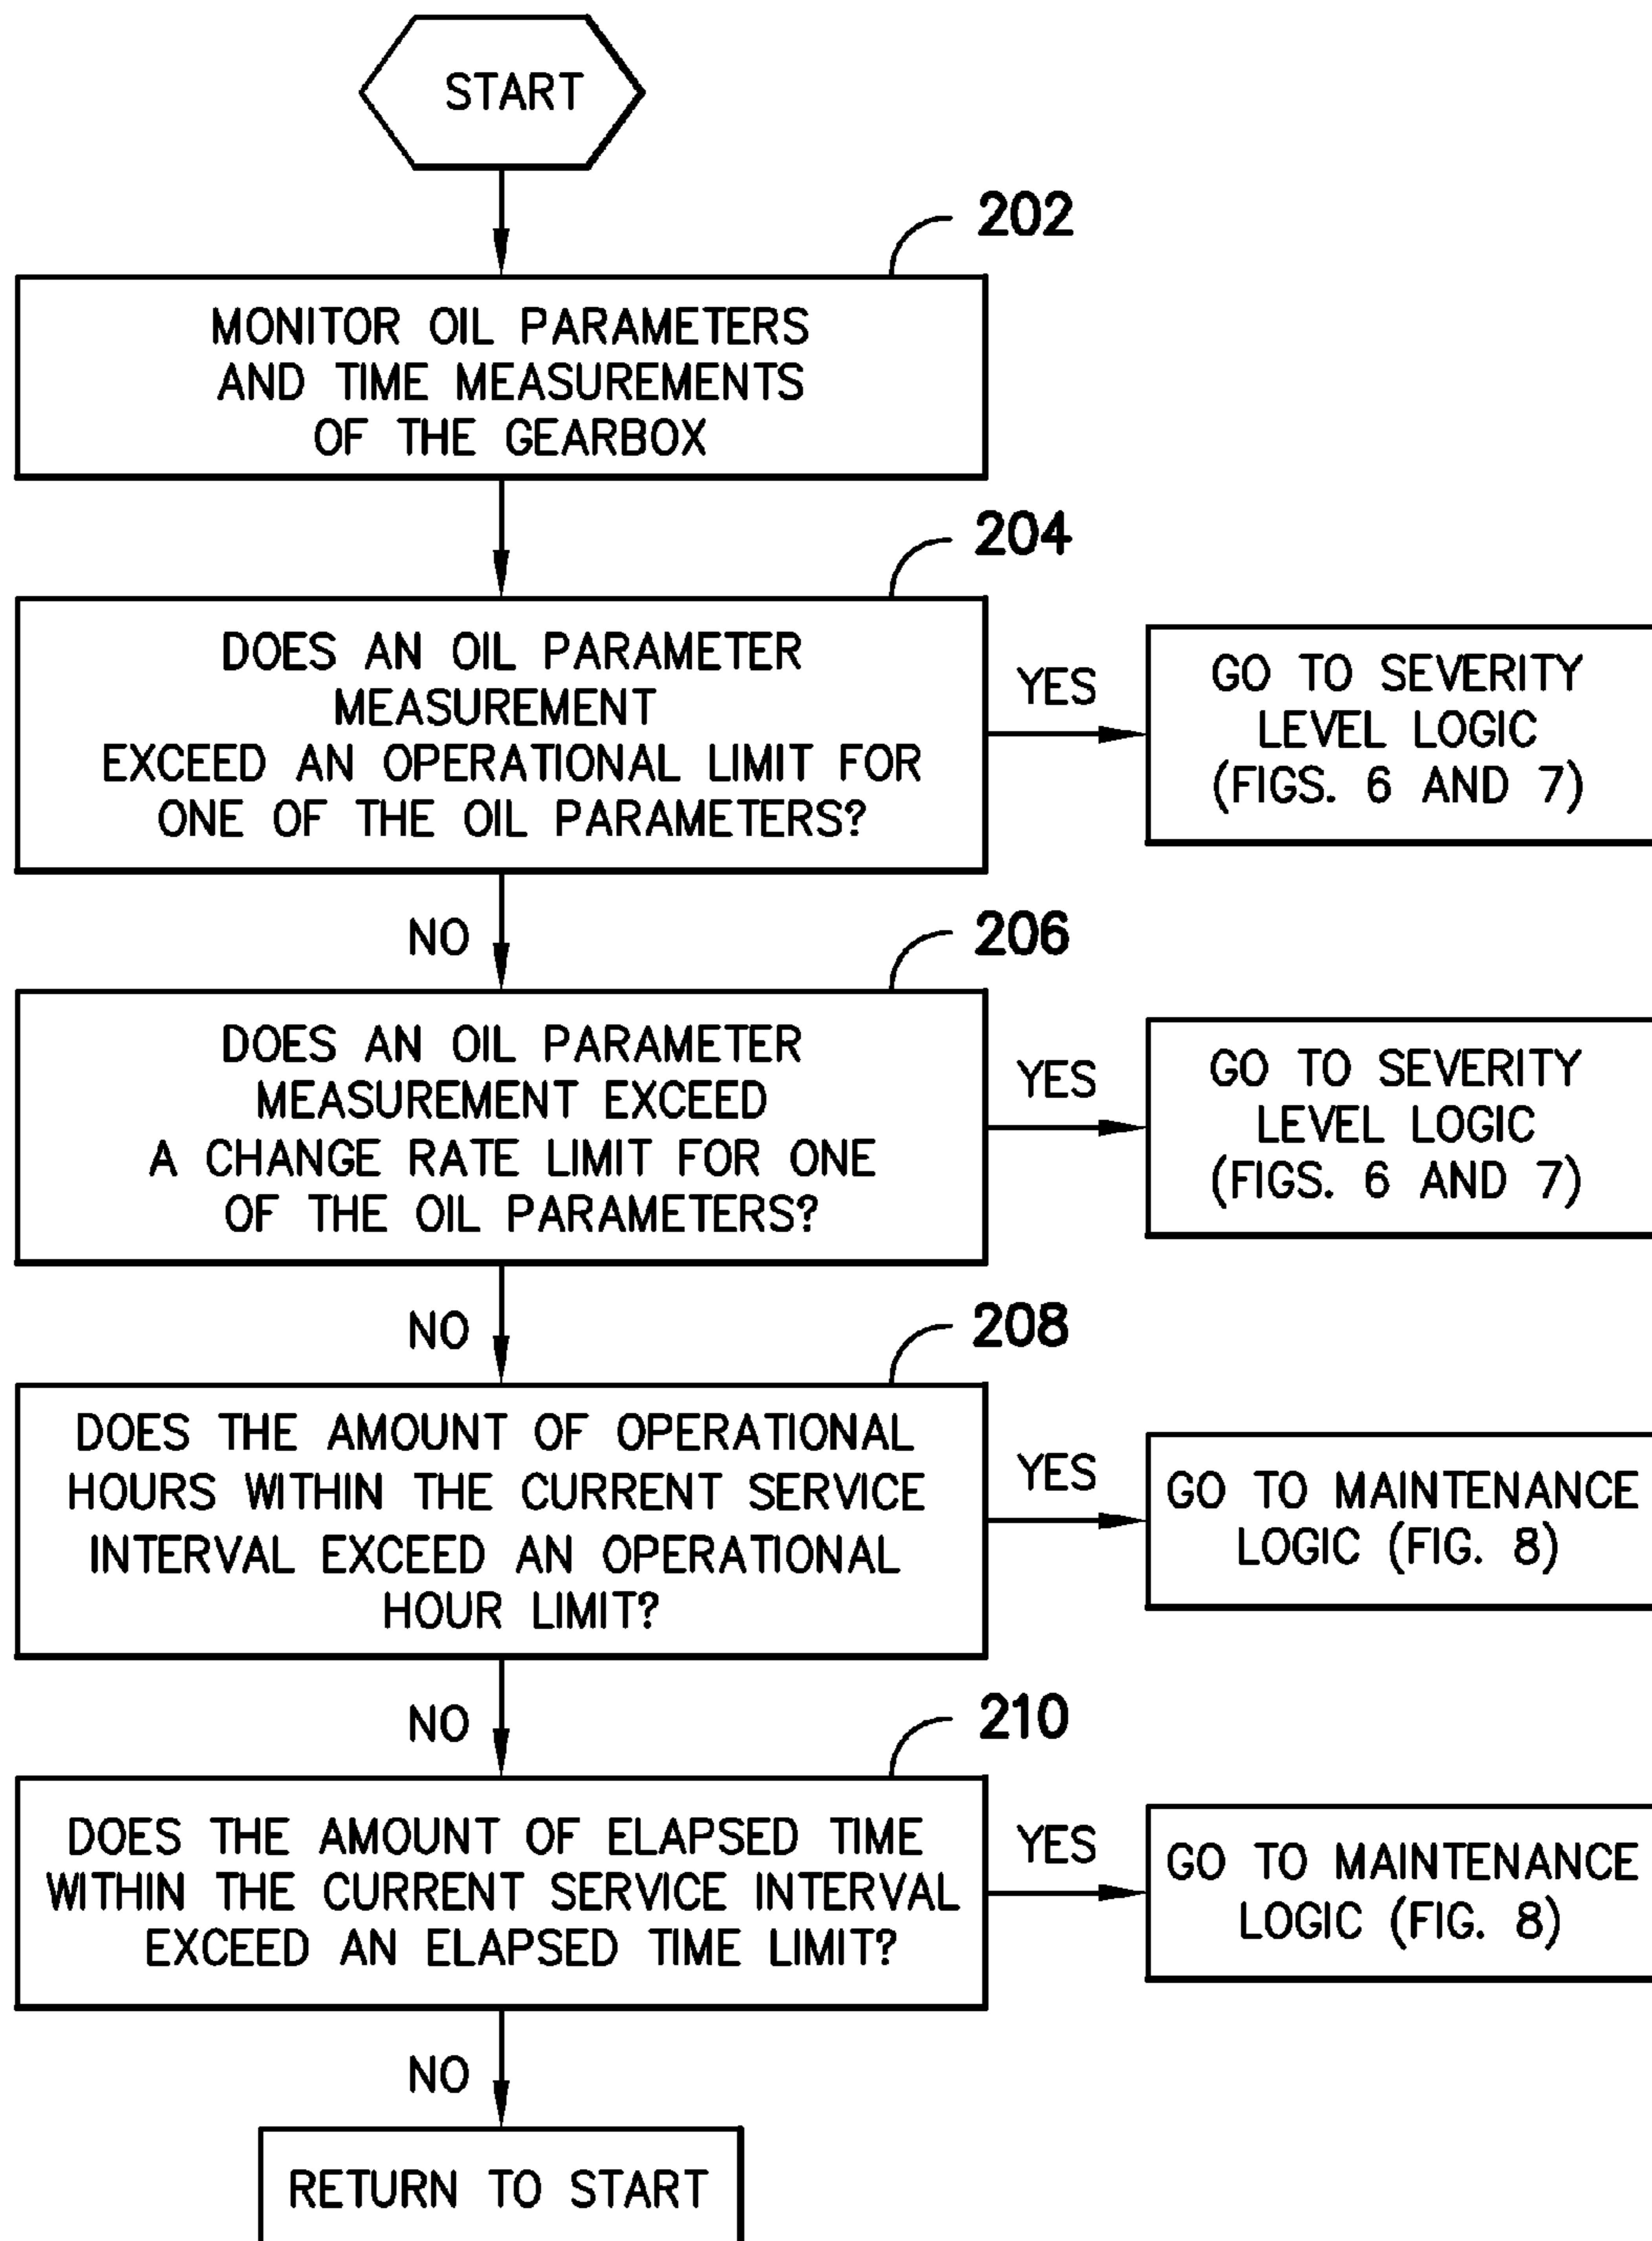 START
202
MONITOR OIL PARAMETERS
AND TIME MEASUREMENTS
OF THE GEARBOX
204
DOES AN OIL PARAMETER
MEASUREMENT
EXCEED AN OPERATIONAL LIMIT FOR
ONE OF THE OIL PARAMETERS?
YES
GO TO SEVERITY
LEVEL LOGIC
(FIGS. 6 AND 7)
NO
206
DOES AN OIL PARAMETER
MEASUREMENT EXCEED
A CHANGE RATE LIMIT FOR ONE
OF THE OIL PARAMETERS?
YES
GO TO SEVERITY
LEVEL LOGIC
(FIGS. 6 AND 7)
NO
208
DOES THE AMOUNT OF OPERATIONAL
HOURS WITHIN THE CURRENT SERVICE
INTERVAL EXCEED AN OPERATIONAL
HOUR LIMIT?
YES
GO TO MAINTENANCE
LOGIC (FIG. 8)
NO
210
DOES THE AMOUNT OF ELAPSED TIME
WITHIN THE CURRENT SERVICE INTERVAL
EXCEED AN ELAPSED TIME LIMIT?
YES
GO TO MAINTENANCE
LOGIC (FIG. 8)
NO
RETURN TO START